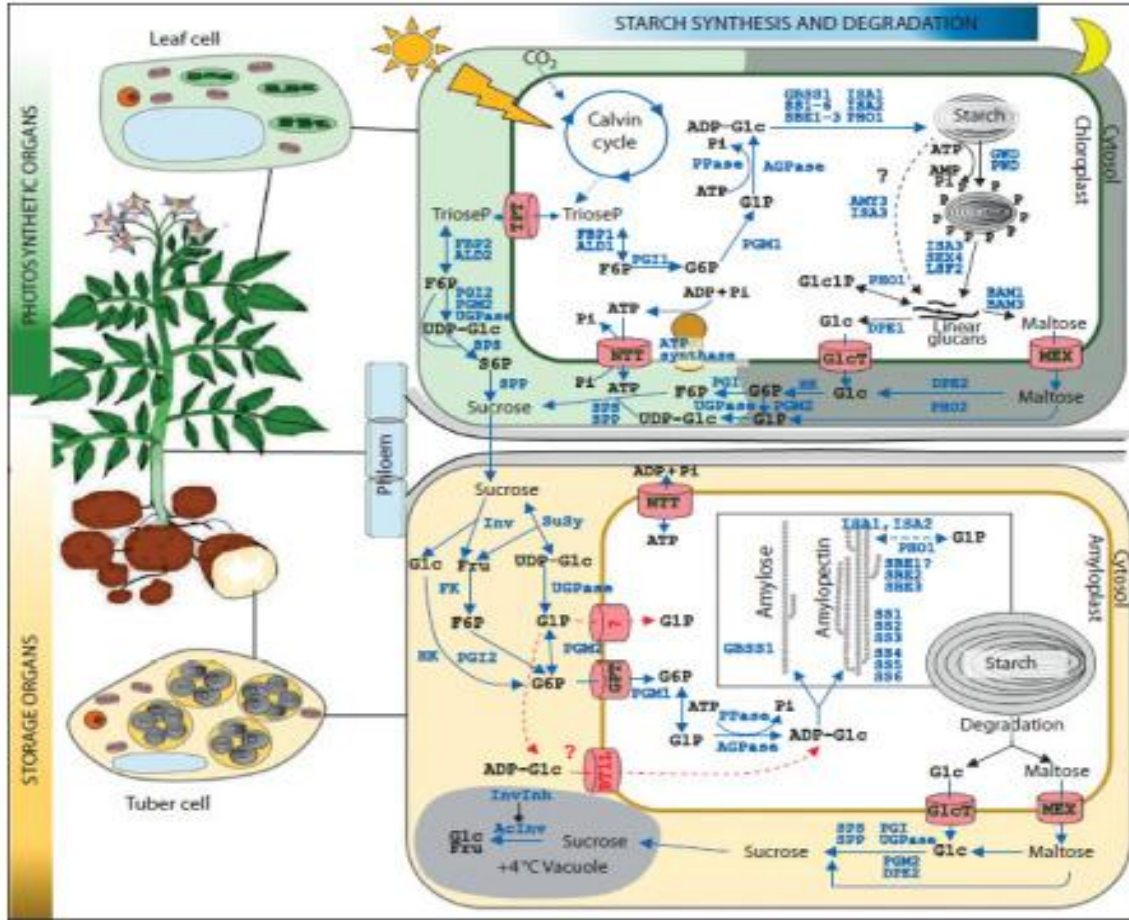 STARCH SYNTHESIS AND DEGRADATION
PHOTOSYNTHETIC ORGANS
Leaf cell
CO2
Calvin
cycle
TrioseP
TPT
TrioseP
FBP2
ALD2
F6P
PGI2
PGM2
UGPase
UDP-Glc
SPS
S6P
SPP
Sucrose
FBP1
ALD1
F6P
PGI1
G6P
PGM1
G1P
ATP
PPase
AGPase
Pi
ADP-Glc
GBSS1 ISA1
SS1-6 ISA2
SBE1-3 PHO1
Starch
ATP
AMP
Pi
GWD
PWD
P
P
P
P
P
P
P
P
P
?
AMY3
ISA3
ISA3
SEX4
LSF2
Glc1P
PHO1
Glc
DPE1
Linear
glucans
BAM1
BAM3
Maltose
ADP+Pi
ATP
Pi
NTT
ATP
synthase
GlcT
MEX
Chloroplast
Cytosol
Pi
ATP
F6P
PGI
G6P
HK
Glc
DPE2
Maltose
PHO2
SPS
SPP
UDP-Glc
UGPase
PGM2
G1P
Phloem
STORAGE ORGANS
Tuber cell
Sucrose
Inv
SuSy
Glc
Fru
UDP-Glc
FK
UGPase
F6P
G1P
?
G1P
HK
PGI2
PGM2
G6P
GPT
G6P
PGM1
ATP
PPase
Pi
G1P
AGPase
ADP-Glc
ADP-Glc
?
BT1L
ADP+Pi
NTT
ATP
Amylose
GBSS1
Amylopectin
ISA1, ISA2
PHO1
G1P
SBE1?
SBE2
SBE3
SS1
SS2
SS3
SS4
SS5
SS6
Starch
Degradation
Glc
Maltose
GlcT
MEX
Amyloplast
Cytosol
Glc
Maltose
SPS PGI
SPP UGPase
PGM2
DPE2
Sucrose
Sucrose
InvInh
AcInv
Glc
Fru
+4°C Vacuole